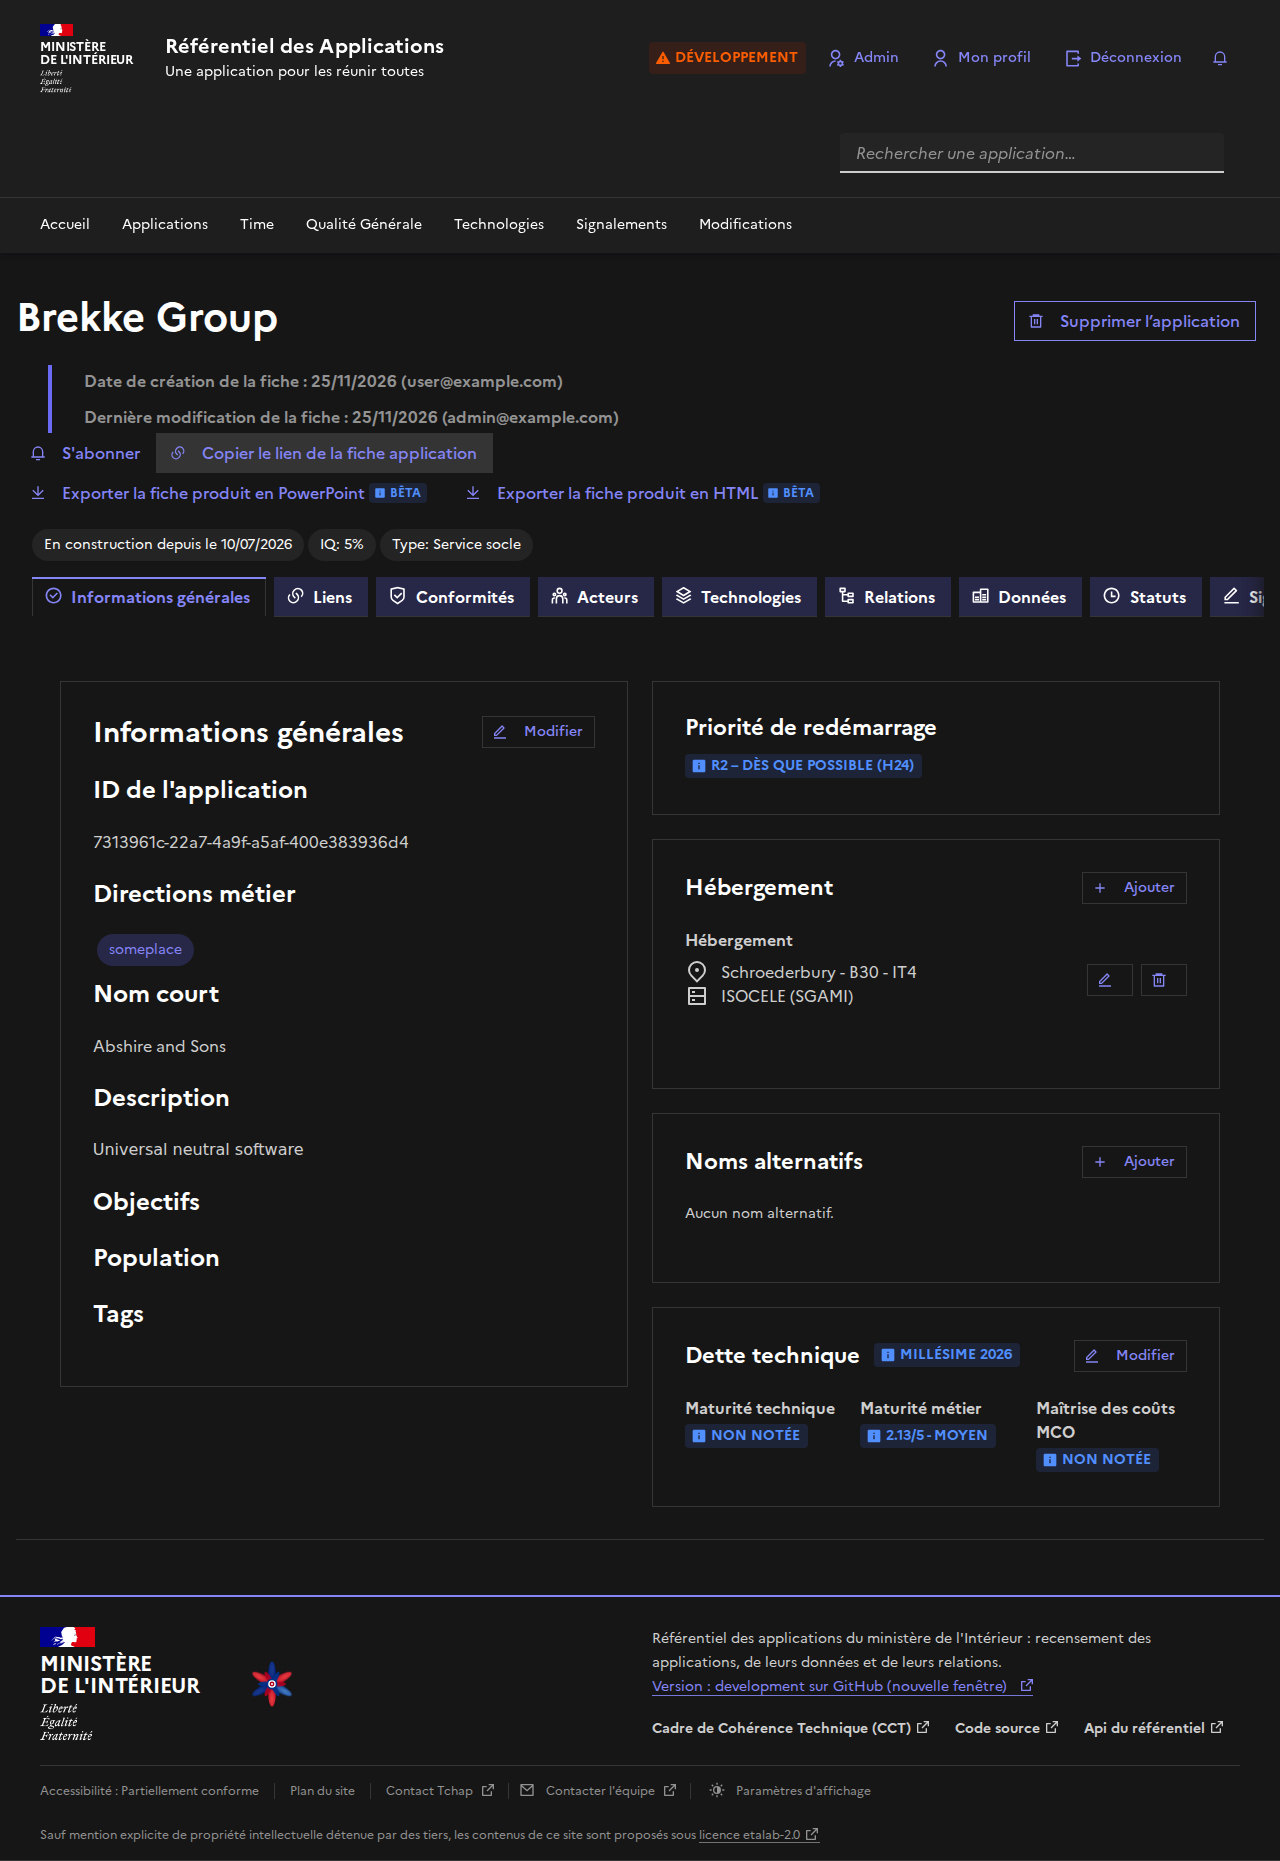 MINISTÈRE
DE L'INTÉRIEUR
Liberté
Égalité
Fraternité
Référentiel des Applications
Une application pour les réunir toutes
DÉVELOPPEMENT
Admin
Mon profil
Déconnexion
Rechercher une application...
Accueil
Applications
Time
Qualité Générale
Technologies
Signalements
Modifications
Brekke Group
Supprimer l’application
Date de création de la fiche : 25/11/2026 (user@example.com)
Dernière modification de la fiche : 25/11/2026 (admin@example.com)
S'abonner
Copier le lien de la fiche application
Exporter la fiche produit en PowerPoint BÊTA
Exporter la fiche produit en HTML BÊTA
En construction depuis le 10/07/2026
IQ: 5%
Type: Service socle
Informations générales
Liens
Conformités
Acteurs
Technologies
Relations
Données
Statuts
Informations générales
Modifier
ID de l'application
7313961c-22a7-4a9f-a5af-400e383936d4
Directions métier
someplace
Nom court
Abshire and Sons
Description
Universal neutral software
Objectifs
Population
Tags
Priorité de redémarrage
R2 – DÈS QUE POSSIBLE (H24)
Hébergement
Ajouter
Hébergement
Schroederbury - B30 - IT4
ISOCELE (SGAMI)
Noms alternatifs
Ajouter
Aucun nom alternatif.
Dette technique
MILLÉSIME 2026
Modifier
Maturité technique
NON NOTÉE
Maturité métier
2.13/5 - MOYEN
Maîtrise des coûts
MCO
NON NOTÉE
MINISTÈRE
DE L'INTÉRIEUR
Liberté
Égalité
Fraternité
Référentiel des applications du ministère de l'Intérieur : recensement des
applications, de leurs données et de leurs relations.
Version : development sur GitHub (nouvelle fenêtre)
Cadre de Cohérence Technique (CCT)
Code source
Api du référentiel
Accessibilité : Partiellement conforme
Plan du site
Contact Tchap
Contacter l'équipe
Paramètres d'affichage
Sauf mention explicite de propriété intellectuelle détenue par des tiers, les contenus de ce site sont proposés sous licence etalab-2.0